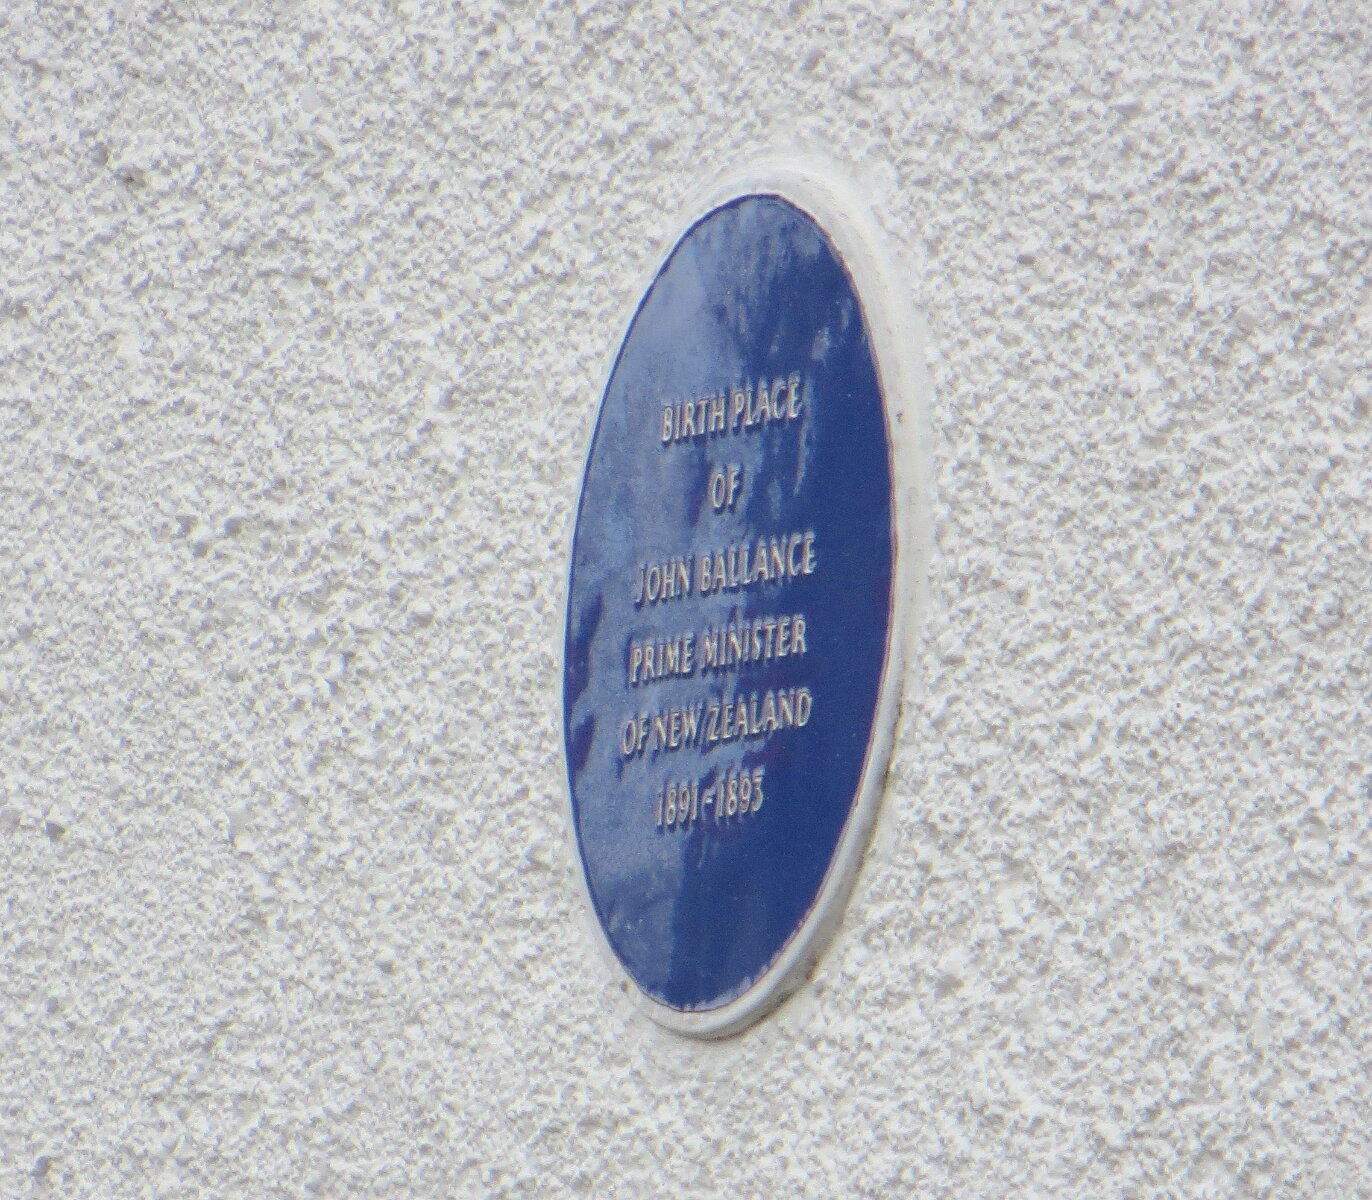 BIRTH PLACE
OF
JOHN BALLANCE
PRIME MINISTER
OF NEW ZEALAND
1891-1893